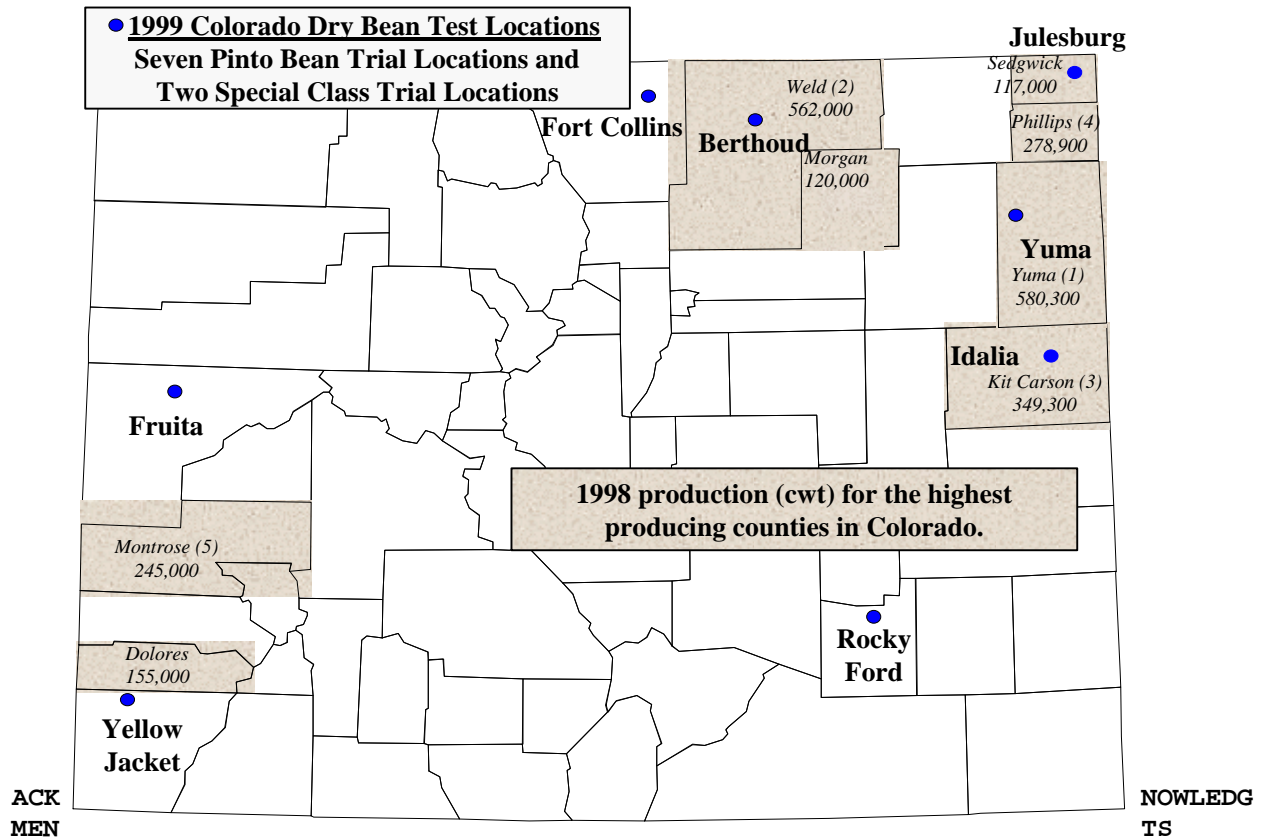 1999 Colorado Dry Bean Test Locations
Seven Pinto Bean Trial Locations and
Two Special Class Trial Locations
Julesburg
Sedgwick
117,000
Weld (2)
562,000
Fort Collins
Berthoud
Phillips (4)
278,900
Morgan
120,000
Yuma
Yuma (1)
580,300
Idalia
Kit Carson (3)
349,300
Fruita
1998 production (cwt) for the highest
producing counties in Colorado.
Montrose (5)
245,000
Rocky
Ford
Dolores
155,000
Yellow
Jacket
ACK
MEN
NOWLEDG
TS